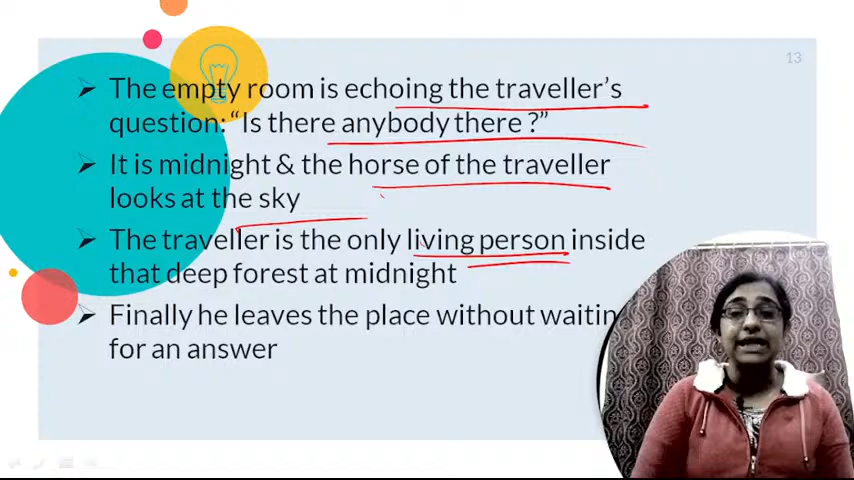 13
The empty room is echoing the traveller's
question: “Is there anybody there ?”
It is midnight & the horse of the traveller
looks at the sky
The traveller is the only living person inside
that deep forest at midnight
Finally he leaves the place without waitin
for an answer